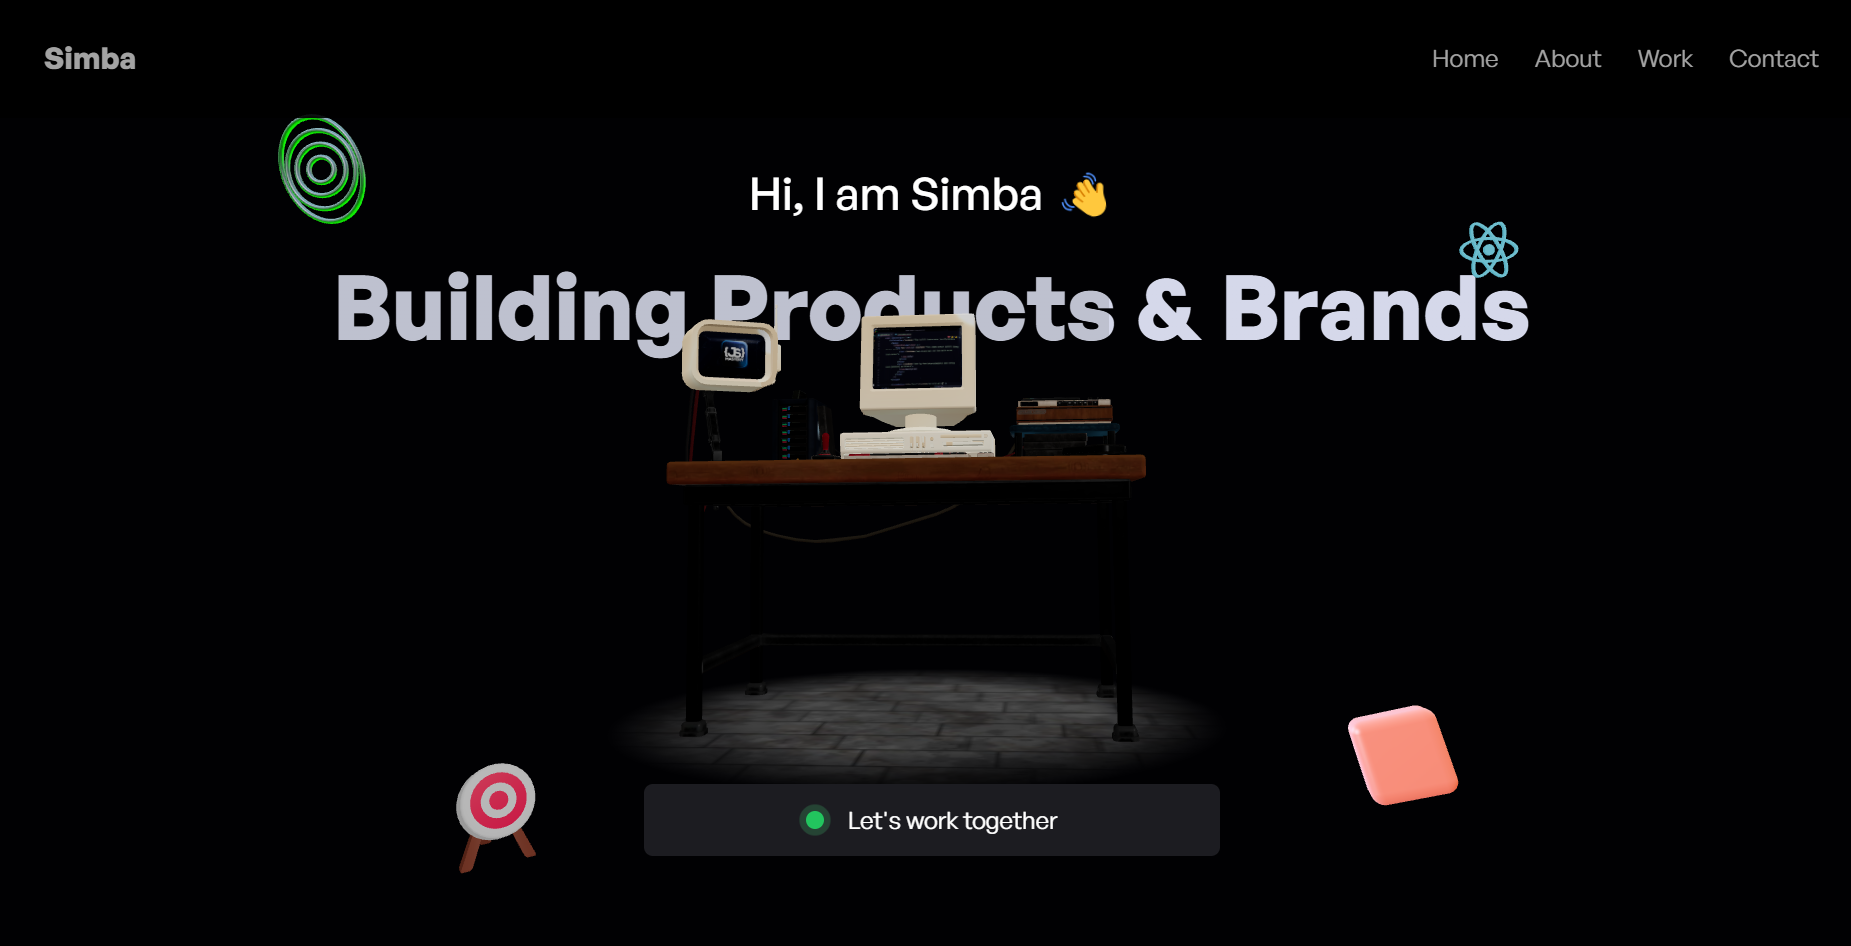 Simba
Home About Work Contact
Hi, I am Simba 👋
Building Products & Brands
Let's work together